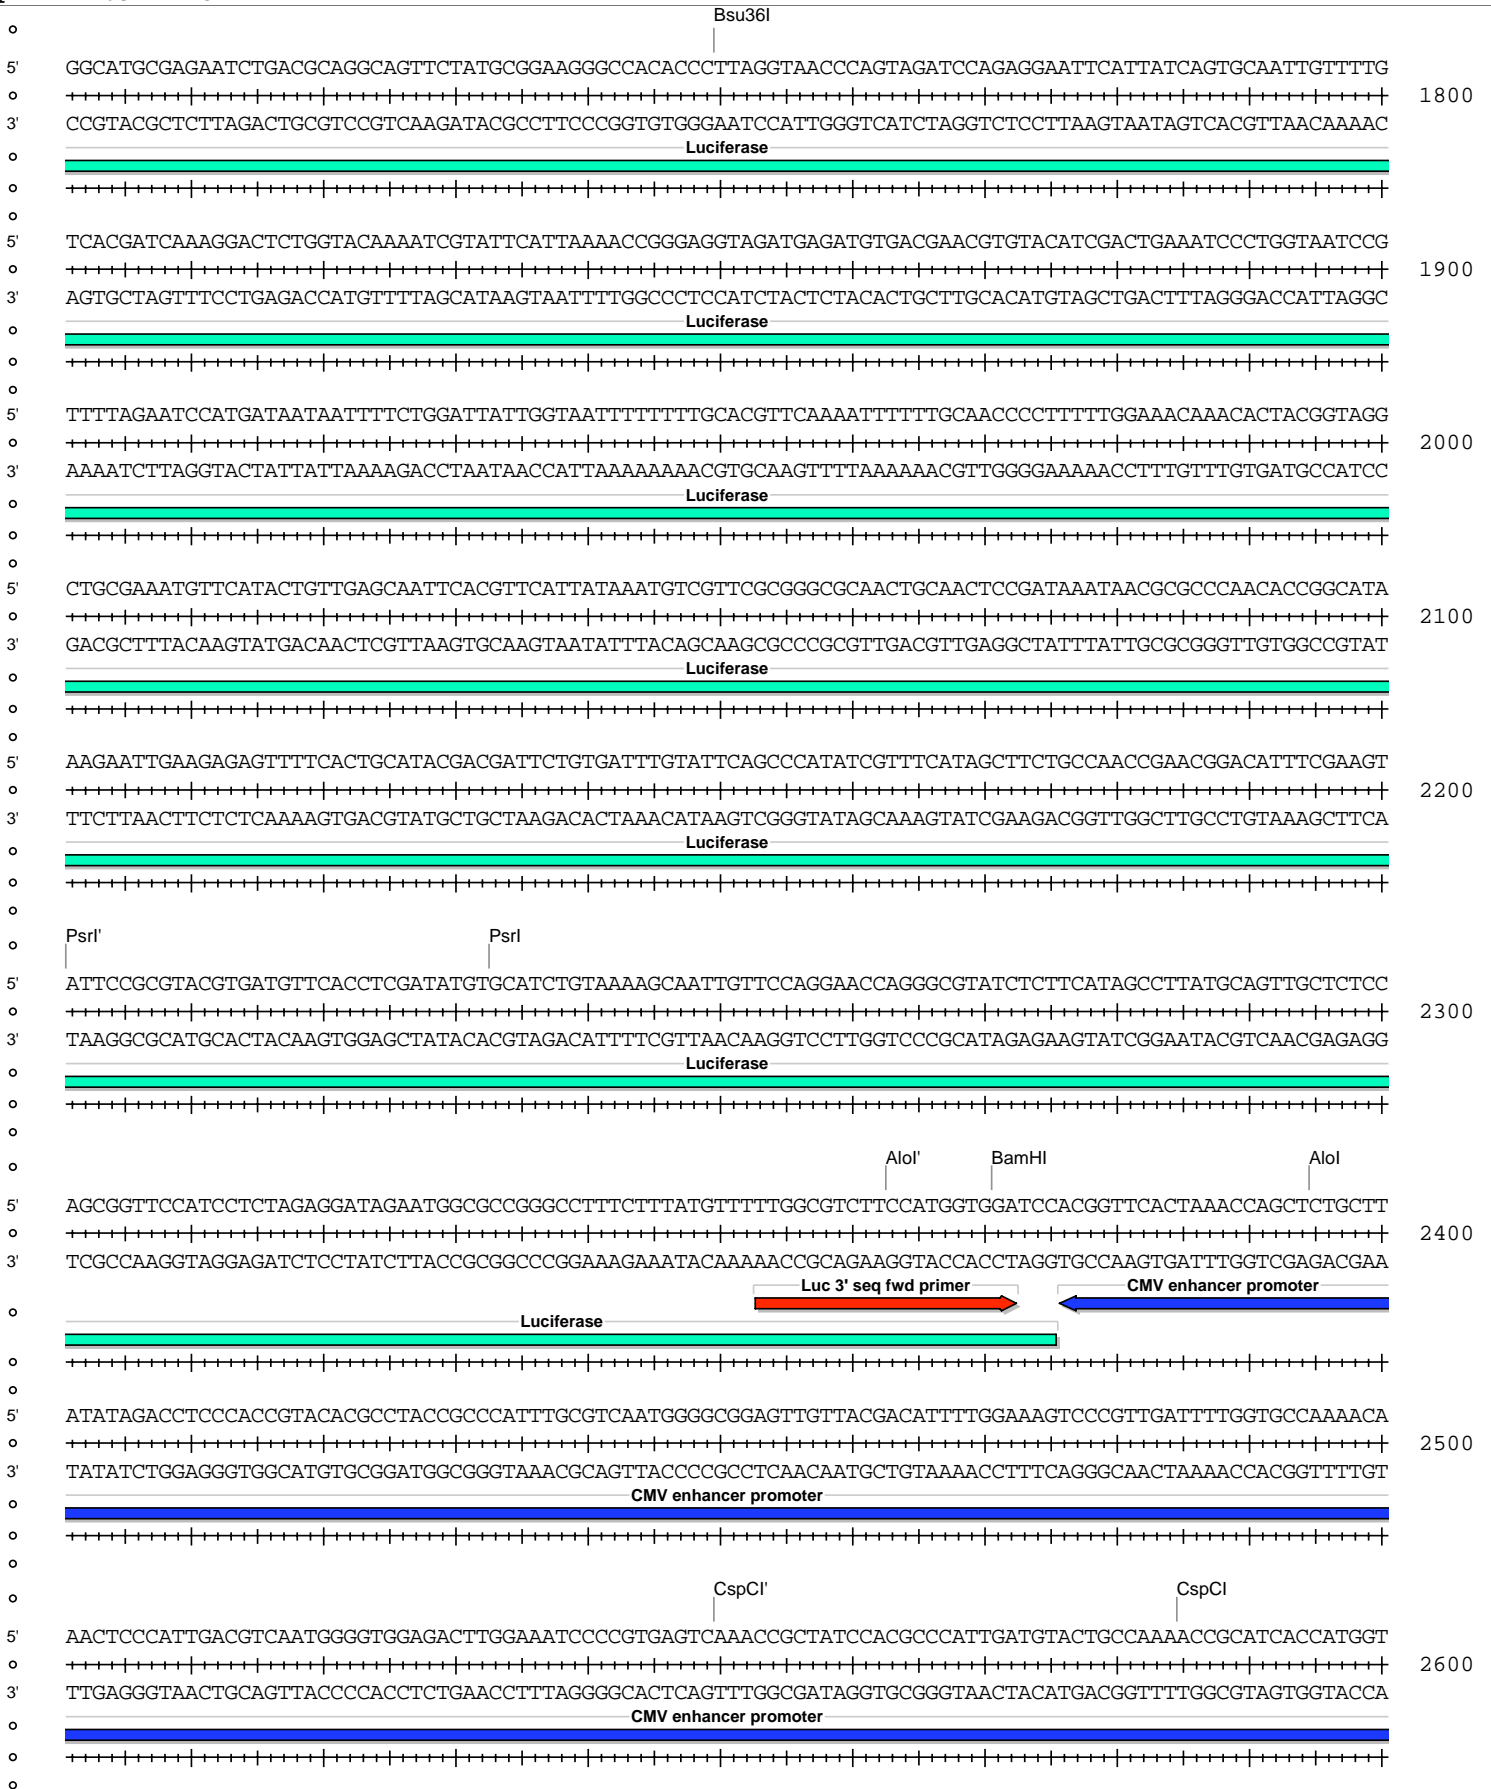 Bsu36I
5' GGCATGCGAGAATCTGACGCAGGCAGTTCTATGCGGAAGGGCCACACCCTTAGGTAACCCAGTAGATCCAGAGGAATTCATTATCAGTGCAATTGTTTTG
1800
3' CCGTACGCTCTTAGACTGCGTCCGTCAAGATACGCCTTCCCGGTGTGGGAATCCATTGGGTCATCTAGGTCTCCTTAAGTAATAGTCACGTTAACAAAAC
Luciferase
5' TCACGATCAAAGGACTCTGGTACAAAATCGTATTCATTAAAACCGGGAGGTAGATGAGATGTGACGAACGTGTACATCGACTGAAATCCCTGGTAATCCG
1900
3' AGTGCTAGTTTCCTGAGACCATGTTTTAGCATAAGTAATTTTGGCCCTCCATCTACTCTACACTGCTTGCACATGTAGCTGACTTTAGGGACCATTAGGC
Luciferase
5' TTTTAGAATCCATGATAATAATTTTCTGGATTATTGGTAATTTTTTTTGCACGTTCAAAATTTTTTGCAACCCCTTTTTGGAAACAAACACTACGGTAGG
2000
3' AAAATCTTAGGTACTATTATTAAAAGACCTAATAACCATTAAAAAAAACGTGCAAGTTTTAAAAAACGTTGGGGAAAAACCTTTGTTTGTGATGCCATCC
Luciferase
5' CTGCGAAATGTTCATACTGTTGAGCAATTCACGTTCATTATAAATGTCGTTCGCGGGCGCAACTGCAACTCCGATAAATAACGCGCCCAACACCGGCATA
2100
3' GACGCTTTACAAGTATGACAACTCGTTAAGTGCAAGTAATATTTACAGCAAGCGCCCGCGTTGACGTTGAGGCTATTTATTGCGCGGGTTGTGGCCGTAT
Luciferase
5' AAGAATTGAAGAGAGTTTTCACTGCATACGACGATTCTGTGATTTGTATTCAGCCCATATCGTTTCATAGCTTCTGCCAACCGAACGGACATTTCGAAGT
2200
3' TTCTTAACTTCTCTCAAAAGTGACGTATGCTGCTAAGACACTAAACATAAGTCGGGTATAGCAAAGTATCGAAGACGGTTGGCTTGCCTGTAAAGCTTCA
Luciferase
PsrI' PsrI
5' ATTCCGCGTACGTGATGTTCACCTCGATATGTGCATCTGTAAAAGCAATTGTTCCAGGAACCAGGGCGTATCTCTTCATAGCCTTATGCAGTTGCTCTCC
2300
3' TAAGGCGCATGCACTACAAGTGGAGCTATACACGTAGACATTTTCGTTAACAAGGTCCTTGGTCCCGCATAGAGAAGTATCGGAATACGTCAACGAGAGG
Luciferase
AloI' BamHI AloI
5' AGCGGTTCCATCCTCTAGAGGATAGAATGGCGCCGGGCCTTTCTTTATGTTTTTGGCGTCTTCCATGGTGGATCCACGGTTCACTAAACCAGCTCTGCTT
2400
3' TCGCCAAGGTAGGAGATCTCCTATCTTACCGCGGCCCGGAAAGAAATACAAAAACCGCAGAAGGTACCACCTAGGTGCCAAGTGATTTGGTCGAGACGAA
Luc 3' seq fwd primer CMV enhancer promoter
Luciferase
5' ATATAGACCTCCCACCGTACACGCCTACCGCCCATTTGCGTCAATGGGGCGGAGTTGTTACGACATTTTGGAAAGTCCCGTTGATTTTGGTGCCAAAACA
2500
3' TATATCTGGAGGGTGGCATGTGCGGATGGCGGGTAAACGCAGTTACCCCGCCTCAACAATGCTGTAAAACCTTTCAGGGCAACTAAAACCACGGTTTTGT
CMV enhancer promoter
CspCI' CspCI
5' AACTCCCATTGACGTCAATGGGGTGGAGACTTGGAAATCCCCGTGAGTCAAACCGCTATCCACGCCCATTGATGTACTGCCAAAACCGCATCACCATGGT
2600
3' TTGAGGGTAACTGCAGTTACCCCACCTCTGAACCTTTAGGGGCACTCAGTTTGGCGATAGGTGCGGGTAACTACATGACGGTTTTGGCGTAGTGGTACCA
CMV enhancer promoter